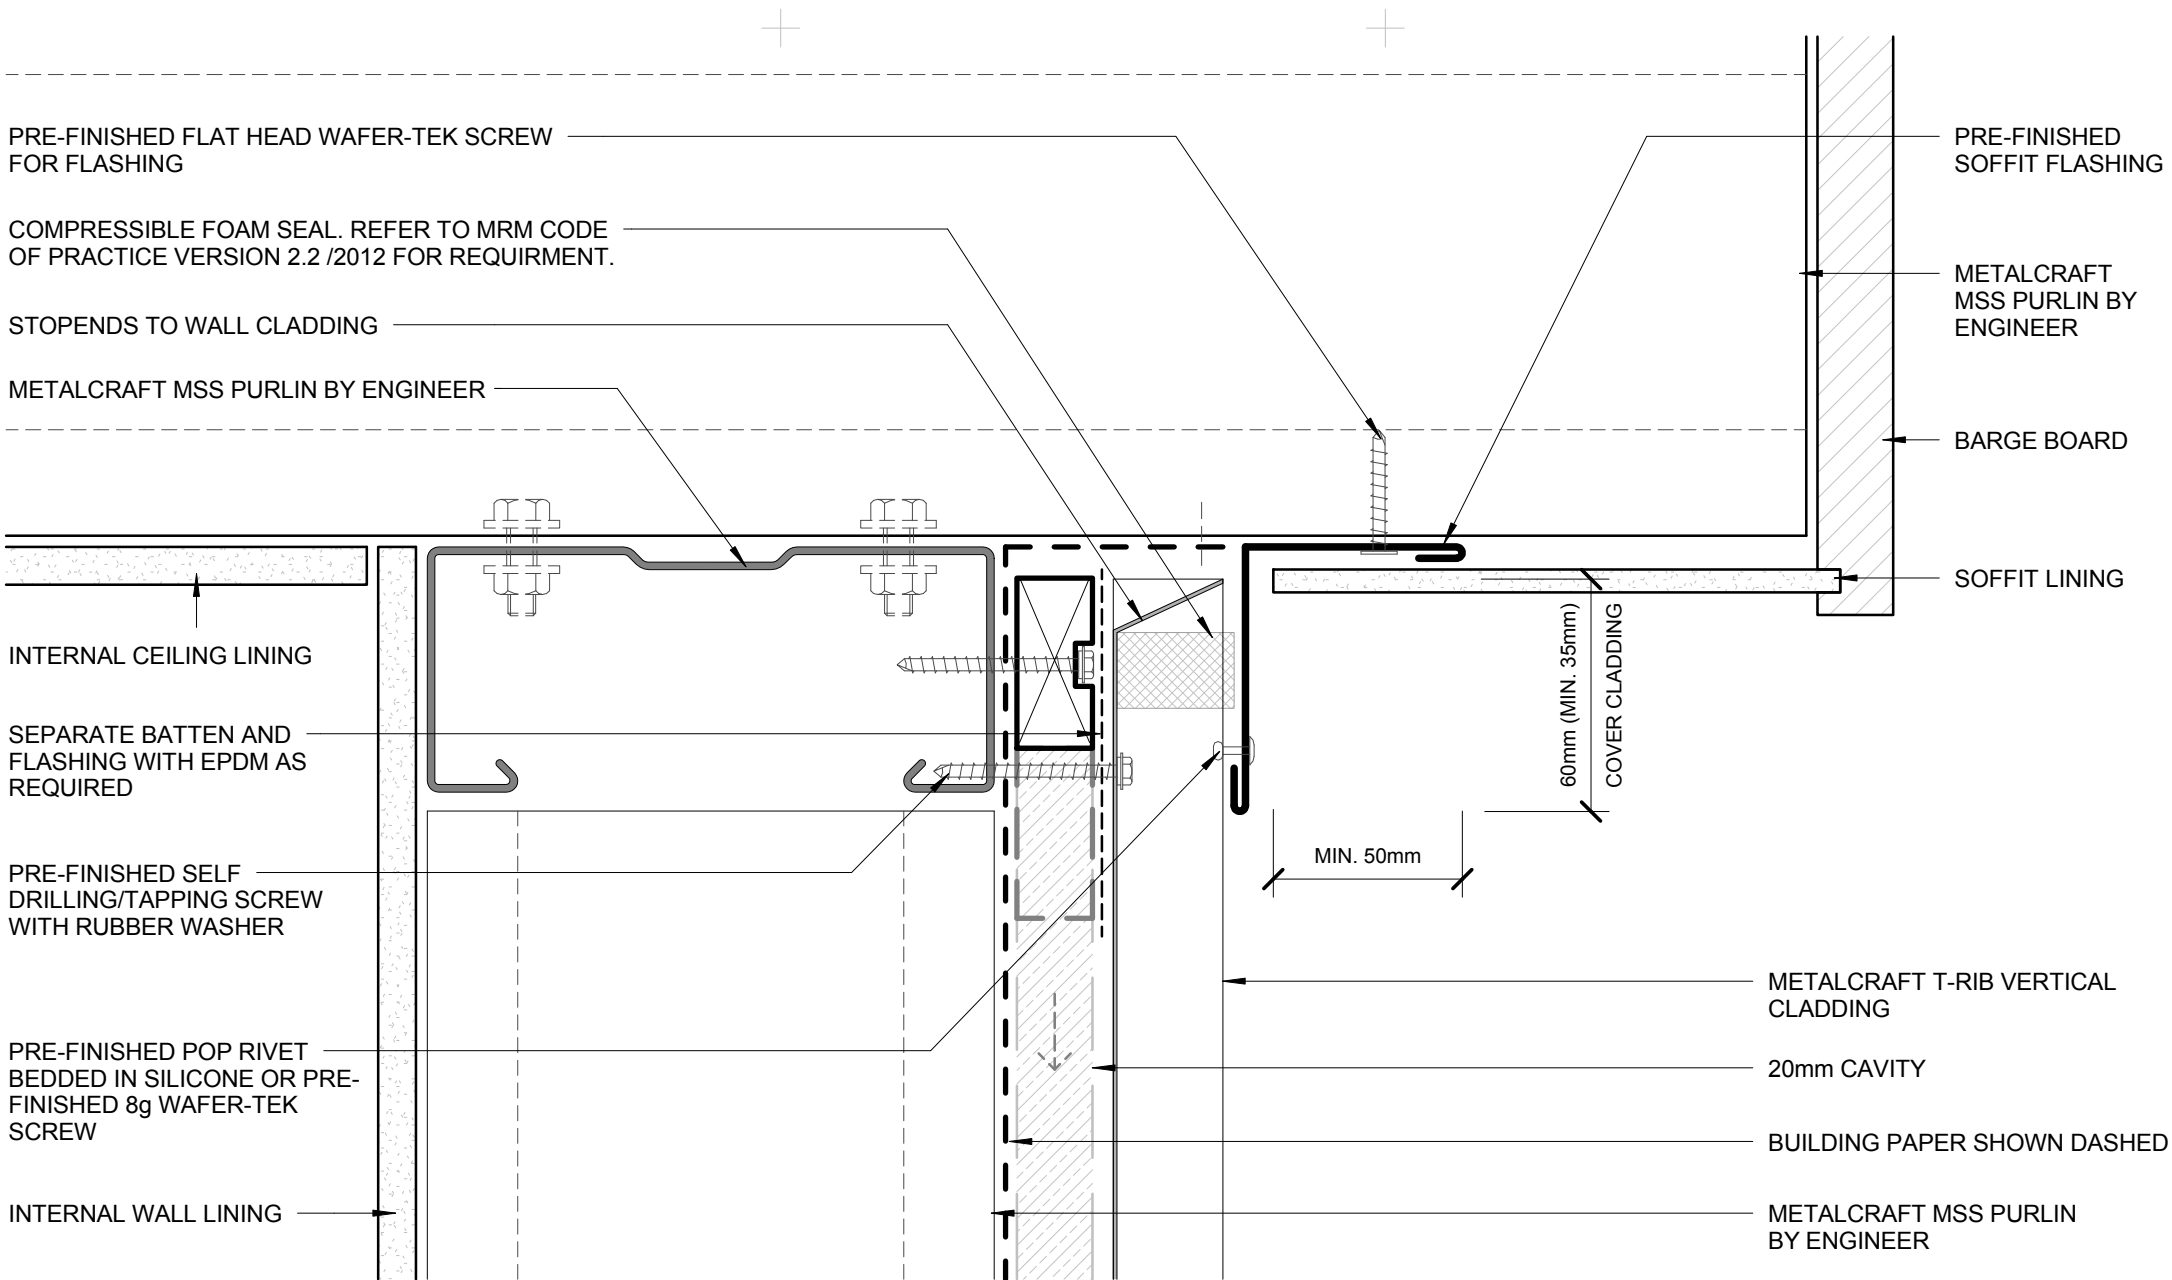 PRE-FINISHED FLAT HEAD WAFER-TEK SCREW
FOR FLASHING
COMPRESSIBLE FOAM SEAL. REFER TO MRM CODE
OF PRACTICE VERSION 2.2 /2012 FOR REQUIRMENT.
STOPENDS TO WALL CLADDING
METALCRAFT MSS PURLIN BY ENGINEER
INTERNAL CEILING LINING
SEPARATE BATTEN AND
FLASHING WITH EPDM AS
REQUIRED
PRE-FINISHED SELF
DRILLING/TAPPING SCREW
WITH RUBBER WASHER
PRE-FINISHED POP RIVET
BEDDED IN SILICONE OR PRE-
FINISHED 8g WAFER-TEK
SCREW
INTERNAL WALL LINING
60mm (MIN. 35mm)
COVER CLADDING
MIN. 50mm
PRE-FINISHED
SOFFIT FLASHING
METALCRAFT
MSS PURLIN BY
ENGINEER
BARGE BOARD
SOFFIT LINING
METALCRAFT T-RIB VERTICAL
CLADDING
20mm CAVITY
BUILDING PAPER SHOWN DASHED
METALCRAFT MSS PURLIN
BY ENGINEER